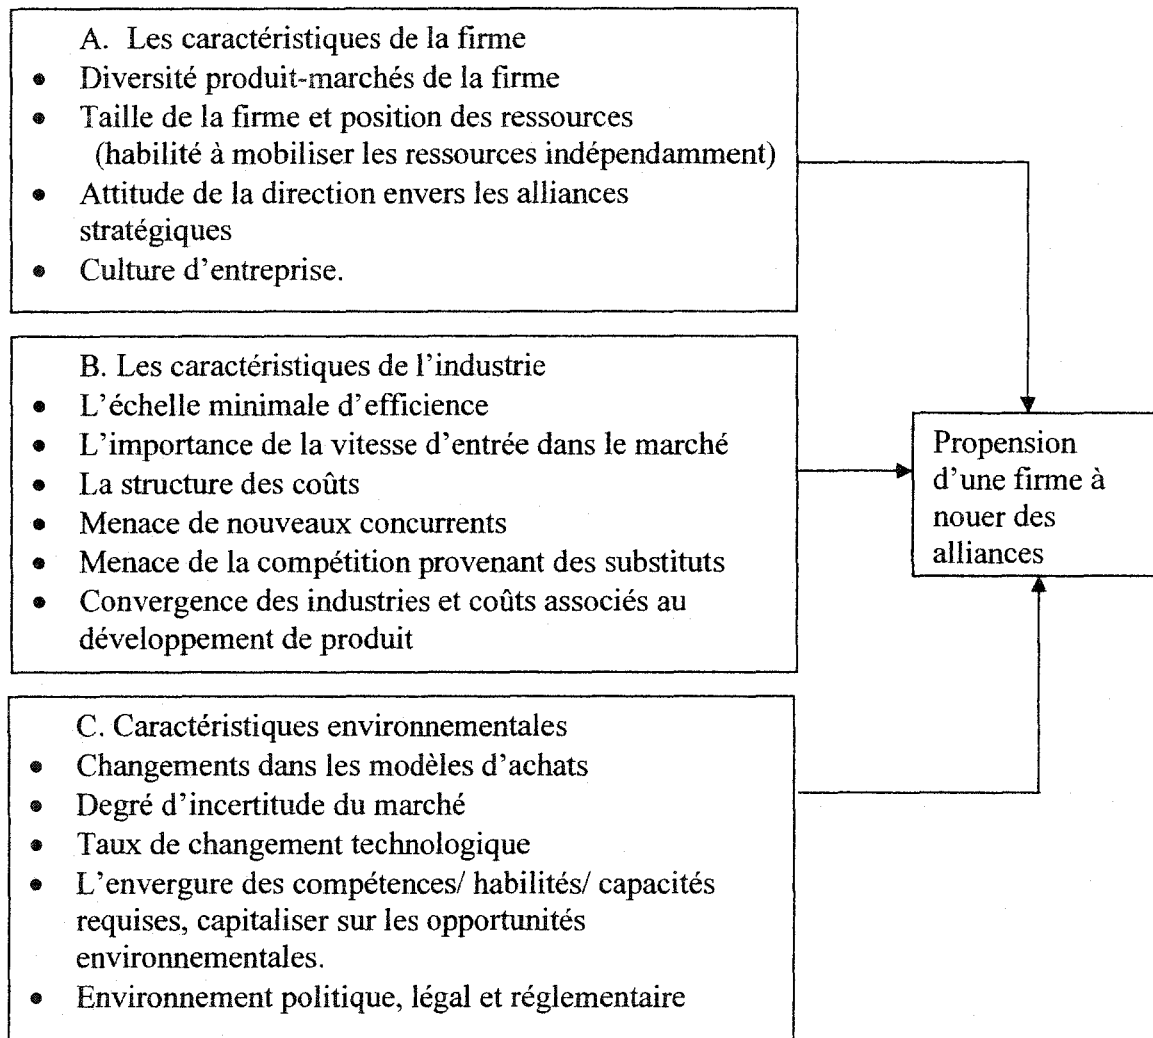 A. Les caractéristiques de la firme
• Diversité produit-marchés de la firme
• Taille de la firme et position des ressources
(habilité à mobiliser les ressources indépendamment)
• Attitude de la direction envers les alliances
stratégiques
• Culture d'entreprise.
B. Les caractéristiques de l'industrie
• L'échelle minimale d'efficience
• L'importance de la vitesse d'entrée dans le marché
• La structure des coûts
• Menace de nouveaux concurrents
• Menace de la compétition provenant des substituts
• Convergence des industries et coûts associés au
développement de produit
C. Caractéristiques environnementales
• Changements dans les modèles d'achats
• Degré d'incertitude du marché
• Taux de changement technologique
• L'envergure des compétences/ habilités/ capacités
requises, capitaliser sur les opportunités
environnementales.
• Environnement politique, légal et réglementaire
Propension
d'une firme à
nouer des
alliances